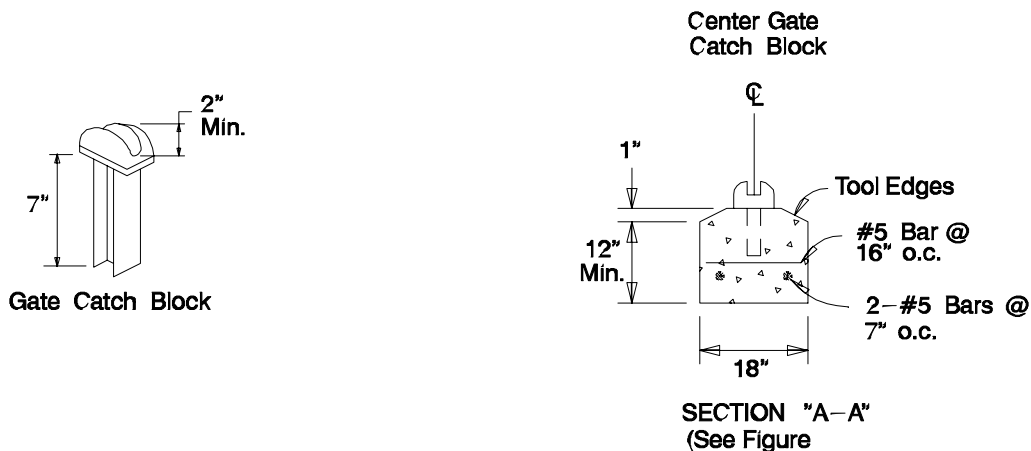 Center Gate
Catch Block
℄
2"
Min.
1"
7"
Tool Edges
#5 Bar @
16" o.c.
12"
Min.
Gate Catch Block
2-#5 Bars @
7" o.c.
18"
SECTION "A-A"
(See Figure